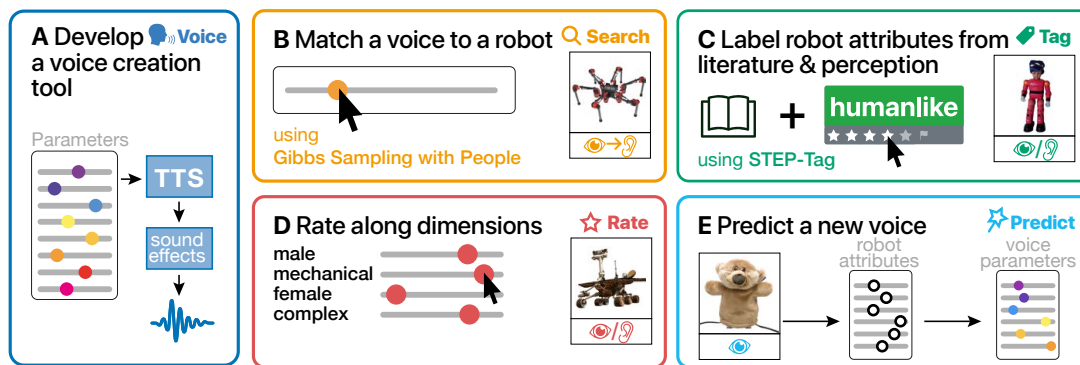 A Develop
Voice
a voice creation
tool
Parameters
TTS
sound
effects
B Match a voice to a robot
Search
using
Gibbs Sampling with People
C Label robot attributes from
Tag
literature & perception
humanlike
using STEP-Tag
D Rate along dimensions
Rate
male
mechanical
female
complex
E Predict a new voice
Predict
robot
attributes
voice
parameters